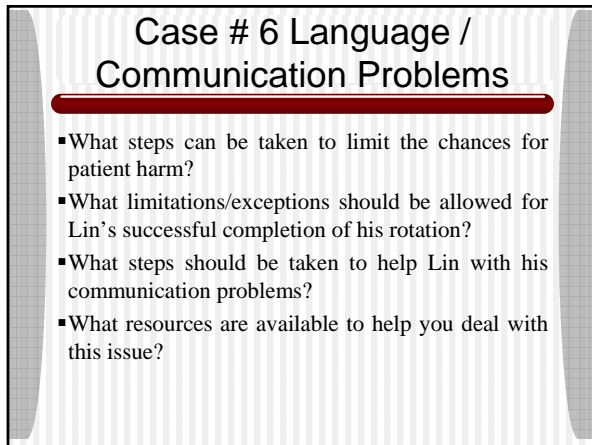 Case # 6 Language /
Communication Problems
▪What steps can be taken to limit the chances for
patient harm?
▪What limitations/exceptions should be allowed for
Lin's successful completion of his rotation?
▪What steps should be taken to help Lin with his
communication problems?
▪What resources are available to help you deal with
this issue?